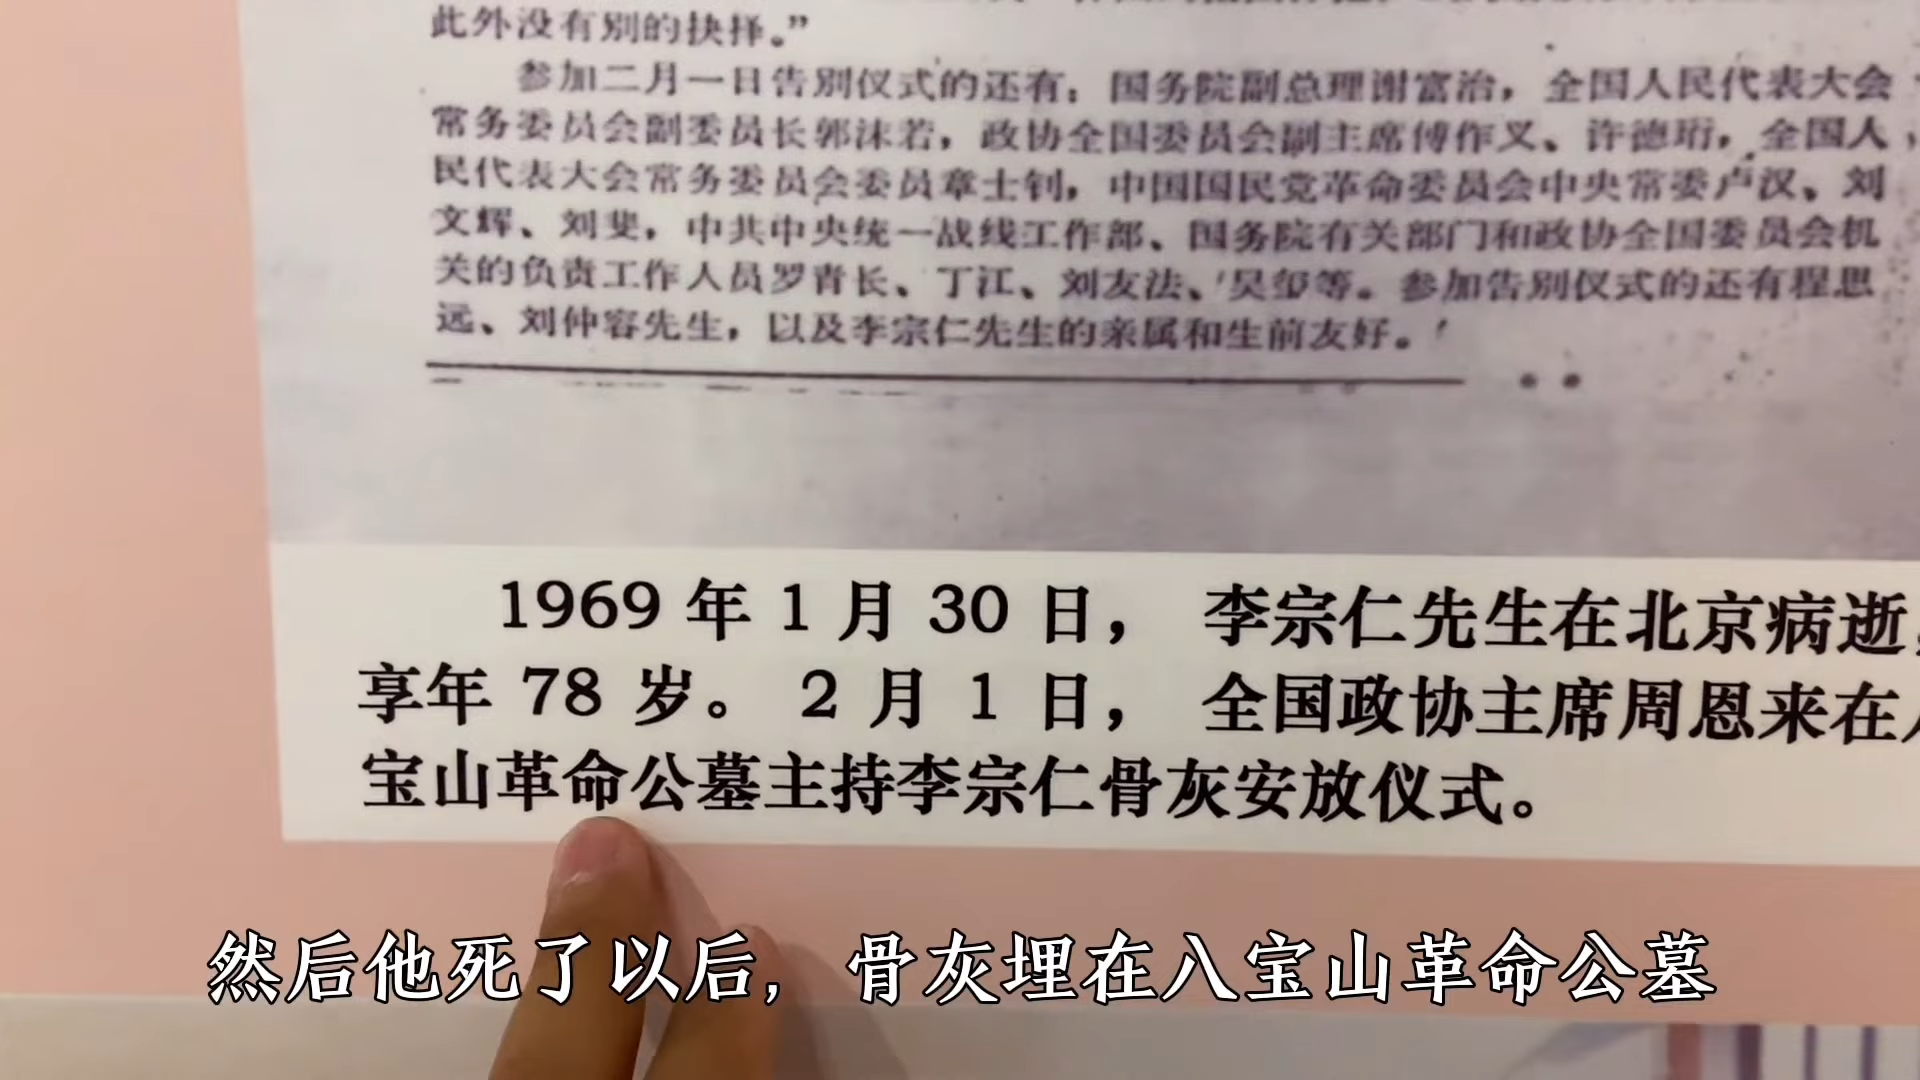 此外没有别的抉择。”
参加二月一日告别仪式的还有：国务院副总理谢富治，全国人民代表大会
常务委员会副委员长郭沫若，政协全国委员会副主席傅作义、许德珩，全国人
民代表大会常务委员会委员章士钊，中国国民党革命委员会中央常委卢汉、刘
文辉、刘斐，中共中央统一战线工作部、国务院有关部门和政协全国委员会机
关的负责工作人员罗青长、丁江、刘友法、吴玺等。参加告别仪式的还有程思
远、刘仲容先生，以及李宗仁先生的亲属和生前友好。
1969 年 1 月 30 日， 李宗仁先生在北京病逝，
享年 78 岁。 2 月 1 日， 全国政协主席周恩来在
宝山革命公墓主持李宗仁骨灰安放仪式。
然后他死了以后，骨灰埋在八宝山革命公墓